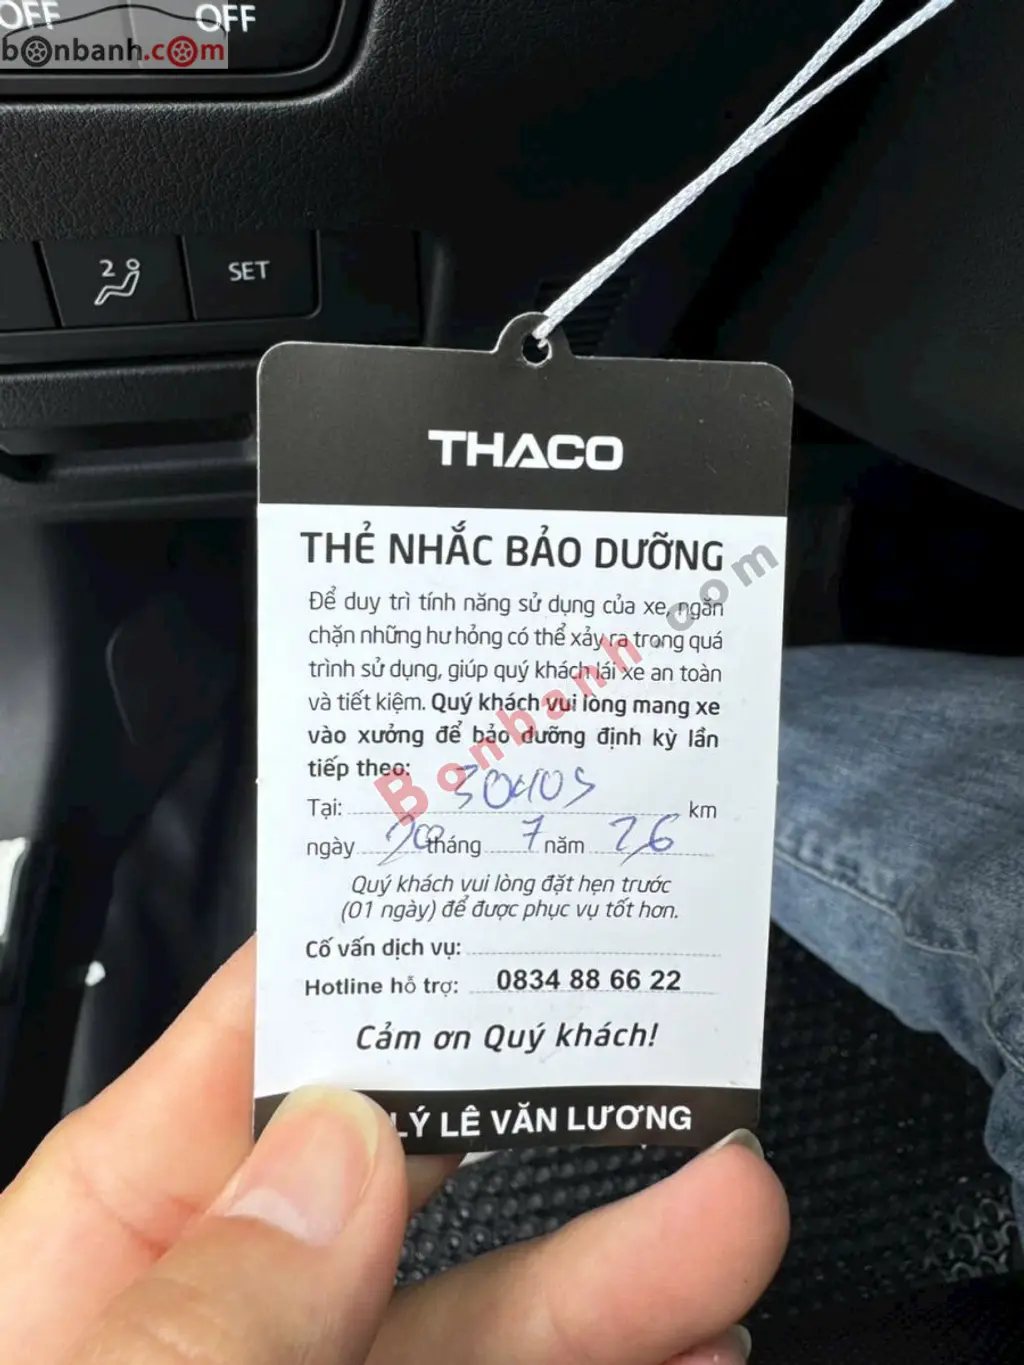 OFF OFF
bonbanh.com
2 SET
THACO
THẺ NHẮC BẢO DƯỠNG
Để duy trì tính năng sử dụng của xe, ngăn
chặn những hư hỏng có thể xảy ra trong quá
trình sử dụng, giúp quý khách lái xe an toàn
và tiết kiệm. Quý khách vui lòng mang xe
vào xưởng để bảo dưỡng định kỳ lần
tiếp theo:
Tại: km
ngày 20 tháng 7 năm 26
Quý khách vui lòng đặt hẹn trước
(01 ngày) để được phục vụ tốt hơn.
Cố vấn dịch vụ:
Hotline hỗ trợ: 0834 88 66 22
Cảm ơn Quý khách!
LÝ LÊ VĂN LƯƠNG
Bonbanh.com